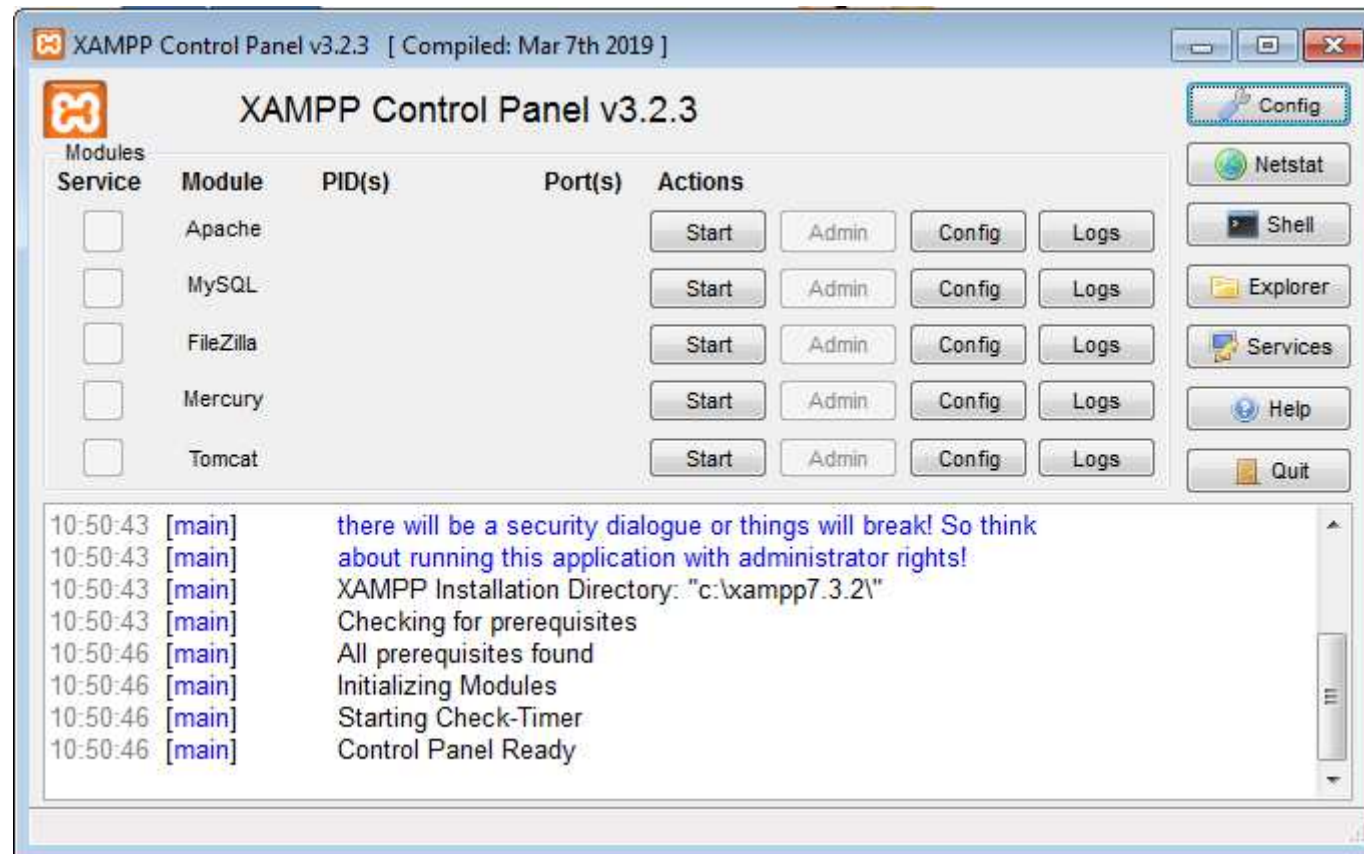 XAMPP Control Panel v3.2.3 [ Compiled: Mar 7th 2019 ]
XAMPP Control Panel v3.2.3
Config
Modules
Service Module PID(s) Port(s) Actions
Netstat
Apache Start Admin Config Logs
Shell
MySQL Start Admin Config Logs
Explorer
FileZilla Start Admin Config Logs
Services
Mercury Start Admin Config Logs
Help
Tomcat Start Admin Config Logs
Quit
10:50:43 [main] there will be a security dialogue or things will break! So think
10:50:43 [main] about running this application with administrator rights!
10:50:43 [main] XAMPP Installation Directory: "c:\xampp7.3.2\"
10:50:43 [main] Checking for prerequisites
10:50:46 [main] All prerequisites found
10:50:46 [main] Initializing Modules
10:50:46 [main] Starting Check-Timer
10:50:46 [main] Control Panel Ready